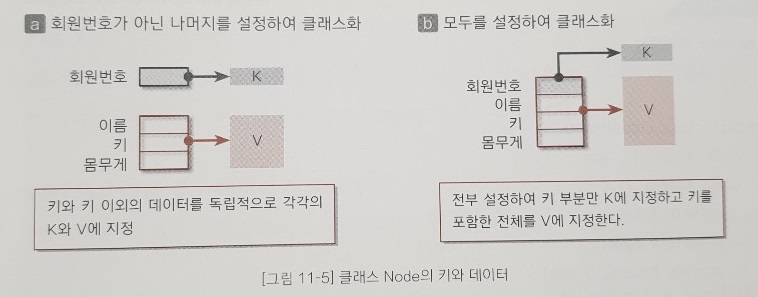 a 회원번호가 아닌 나머지를 설정하여 클래스화
회원번호
K
이름
키
몸무게
V
키와 키 이외의 데이터를 독립적으로 각각의
K와 V에 지정
b 모두를 설정하여 클래스화
K
회원번호
이름
키
몸무게
V
전부 설정하여 키 부분만 K에 지정하고 키를
포함한 전체를 V에 지정한다.
[그림 11-5] 클래스 Node의 키와 데이터